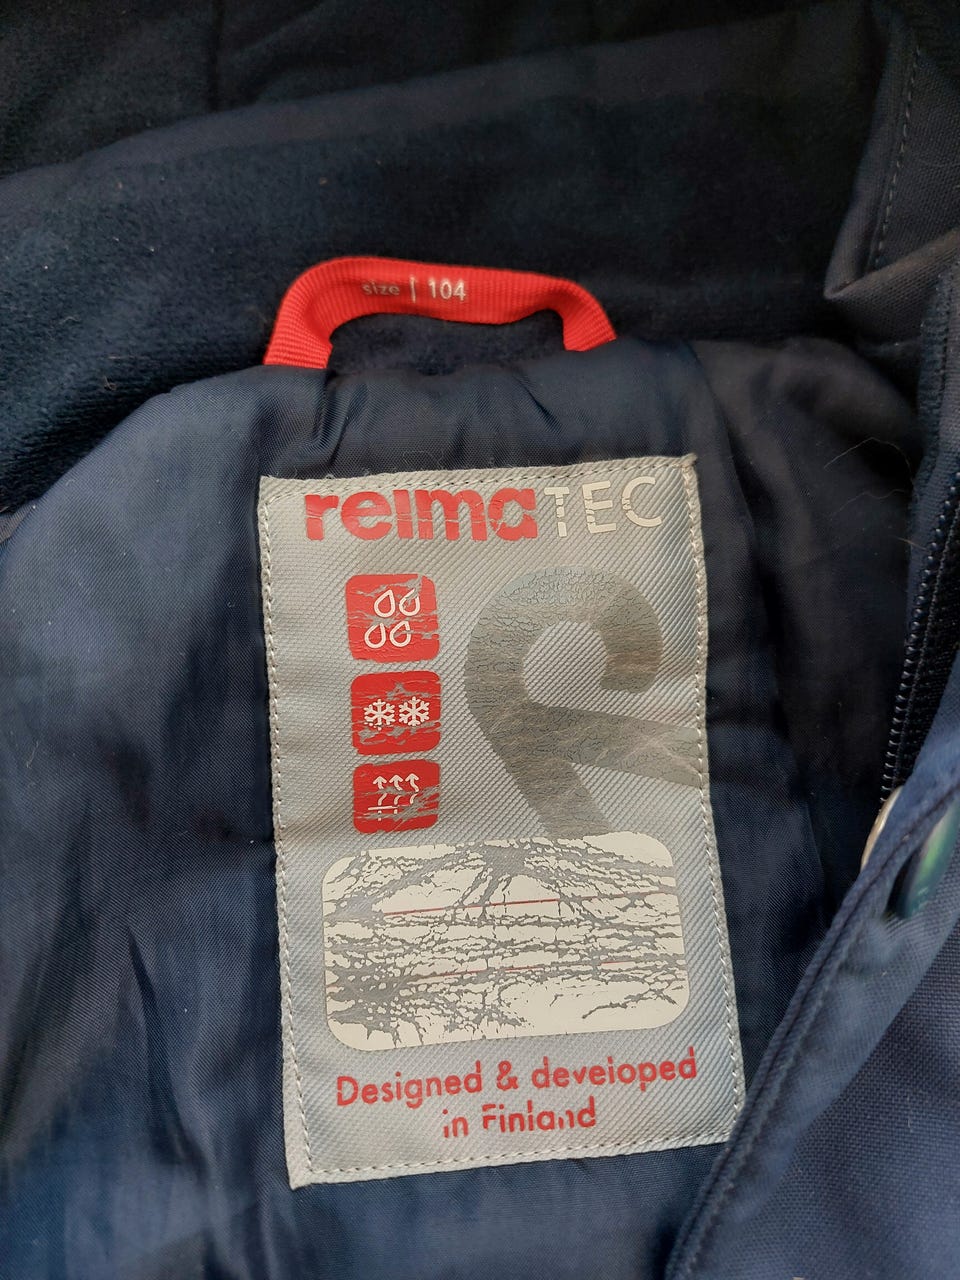 size | 104
reimaTEC
Designed & developed
in Finland